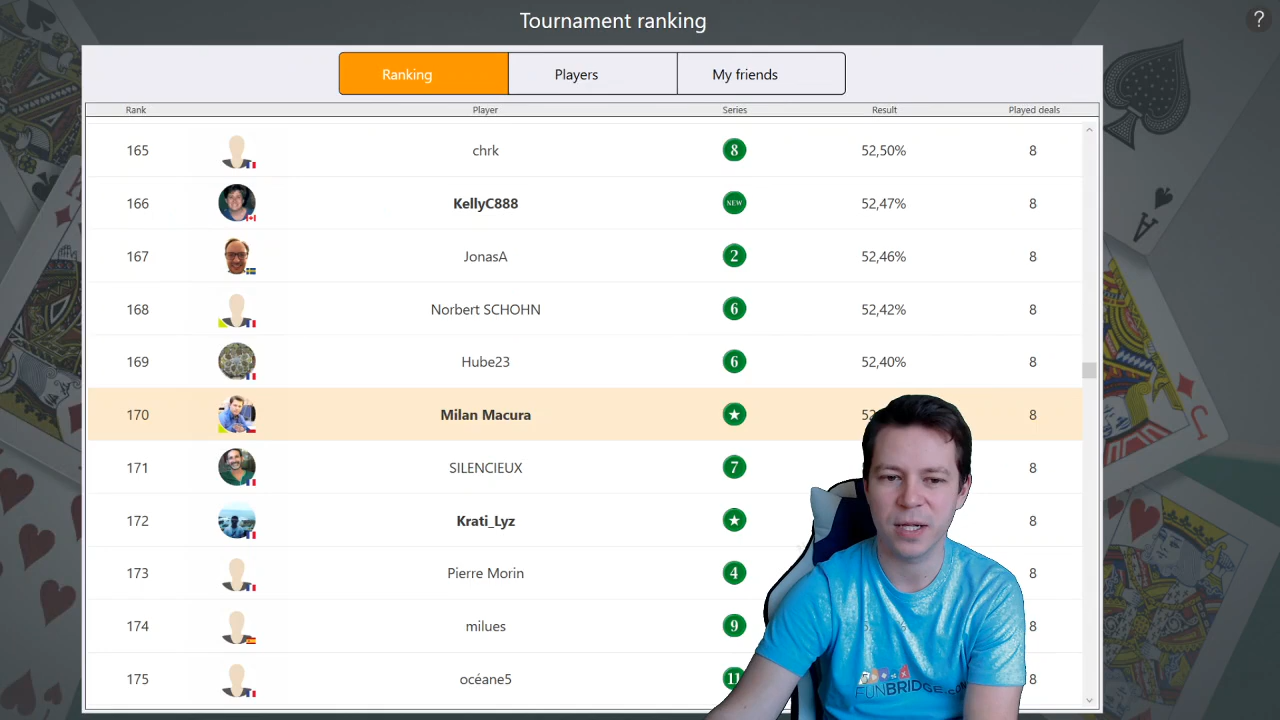 Tournament ranking
?
Ranking Players My friends
Rank Player Series Result Played deals
165 chrk 8 52,50% 8
166 KellyC888 NEW 52,47% 8
167 JonasA 2 52,46% 8
168 Norbert SCHOHN 6 52,42% 8
169 Hube23 6 52,40% 8
170 Milan Macura 8
171 SILENCIEUX 7 8
172 Krati_Lyz 8
173 Pierre Morin 4 8
174 milues 9 8
175 océane5 11 8
A
J
FUNBRIDGE.COM